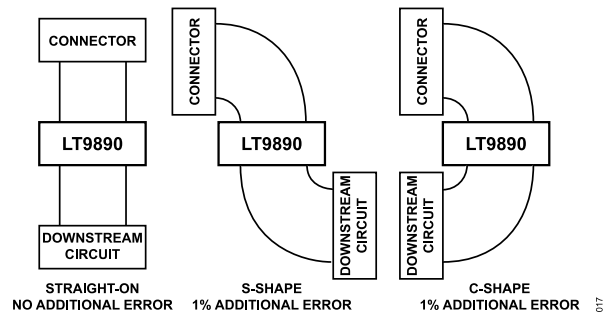 CONNECTOR
LT9890
DOWNSTREAM
CIRCUIT
STRAIGHT-ON
NO ADDITIONAL ERROR
CONNECTOR
LT9890
DOWNSTREAM
CIRCUIT
S-SHAPE
1% ADDITIONAL ERROR
CONNECTOR
LT9890
DOWNSTREAM
CIRCUIT
C-SHAPE
1% ADDITIONAL ERROR
017